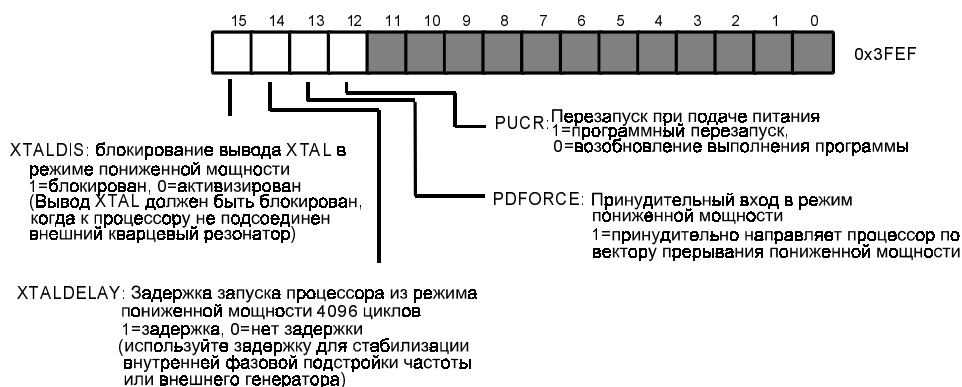 15 14 13 12 11 10 9 8 7 6 5 4 3 2 1 0
0x3FEF
PUCR: Перезапуск при подаче питания
1=программный перезапуск,
0=возобновление выполнения программы
XTALDIS: блокирование вывода XTAL в
режиме пониженной мощности
1=блокирован, 0=активизирован
(Вывод XTAL должен быть блокирован,
когда к процессору не подсоединен
внешний кварцевый резонатор)
PDFORCE: Принудительный вход в режим
пониженной мощности
1=принудительно направляет процессор по
вектору прерывания пониженной мощности
XTALDELAY: Задержка запуска процессора из режима
пониженной мощности 4096 циклов
1=задержка, 0=нет задержки
(используйте задержку для стабилизации
внутренней фазовой подстройки частоты
или внешнего генератора)